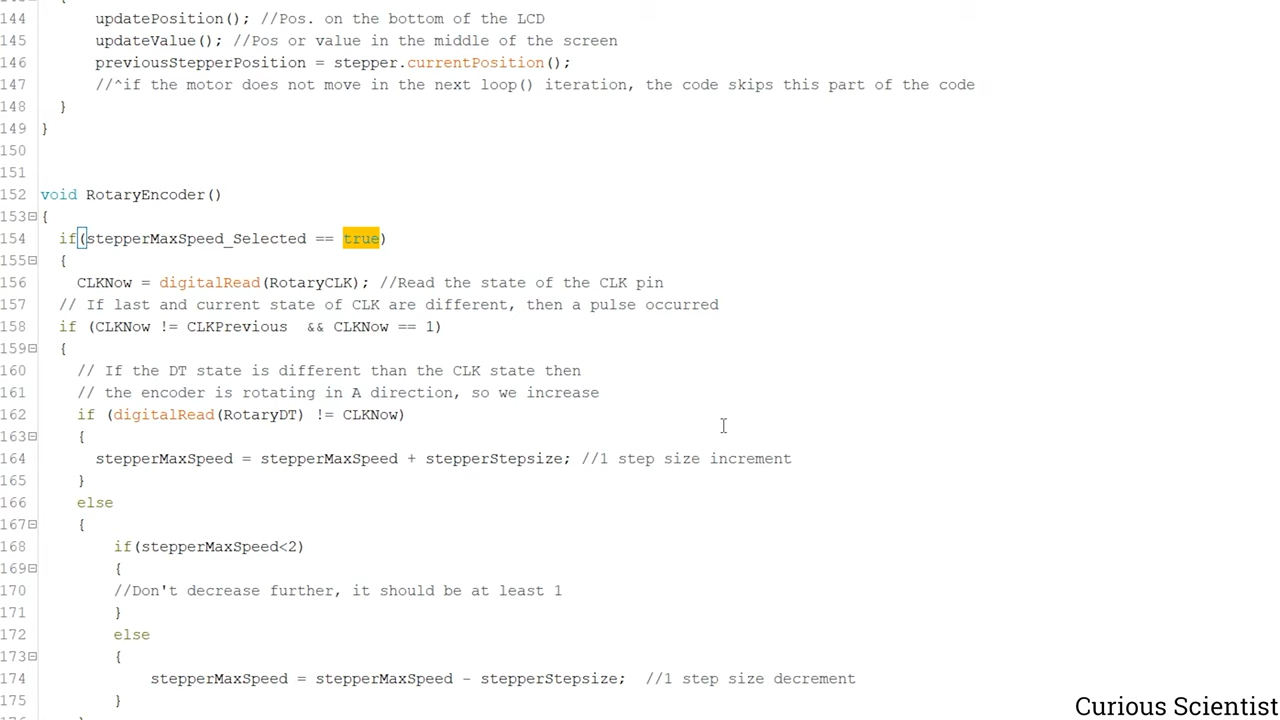 144 updatePosition(); //Pos. on the bottom of the LCD
145 updateValue(); //Pos or value in the middle of the screen
146 previousStepperPosition = stepper.currentPosition();
147 //^if the motor does not move in the next loop() iteration, the code skips this part of the code
148 }
149 }
150
151
152 void RotaryEncoder()
153 {
154 if(stepperMaxSpeed_Selected == true)
155 {
156 CLKNow = digitalRead(RotaryCLK); //Read the state of the CLK pin
157 // If last and current state of CLK are different, then a pulse occurred
158 if (CLKNow != CLKPrevious  && CLKNow == 1)
159 {
160 // If the DT state is different than the CLK state then
161 // the encoder is rotating in A direction, so we increase
162 if (digitalRead(RotaryDT) != CLKNow)
163 {
164 stepperMaxSpeed = stepperMaxSpeed + stepperStepsize; //1 step size increment
165 }
166 else
167 {
168 if(stepperMaxSpeed<2)
169 {
170 //Don't decrease further, it should be at least 1
171 }
172 else
173 {
174 stepperMaxSpeed = stepperMaxSpeed - stepperStepsize;  //1 step size decrement
175 }
Curious Scientist